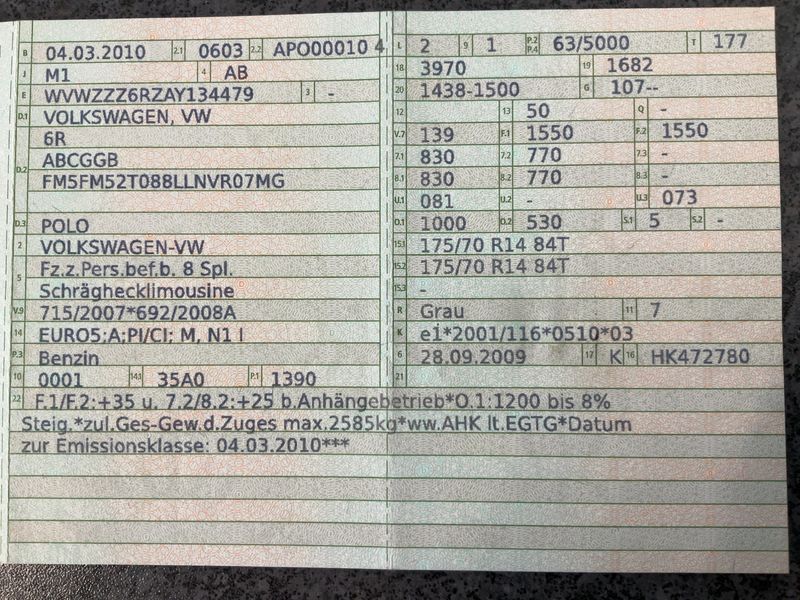 B 04.03.2010 2.1 0603 2.2 APO00010 4
J M1 4 AB
E WVWZZZ6RZAY134479 3 -
D.1 VOLKSWAGEN, VW
6R
D.2 ABCGGB
FM5FM52T088LLNVR07MG
D.3 POLO
2 VOLKSWAGEN-VW
5 Fz.z.Pers.bef.b. 8 Spl.
Schräghecklimousine
V.9 715/2007*692/2008A
14 EURO5;A;PI/CI; M, N1 I
P.3 Benzin
10 0001 14.1 35A0 P.1 1390
L 2 9 1 P.2 P.4 63/5000 T 177
18 3970 19 1682
20 1438-1500 G 107--
12 13 50 Q -
V.7 139 F.1 1550 F.2 1550
7.1 830 7.2 770 7.3 -
8.1 830 8.2 770 8.3 -
U.1 081 U.2 - U.3 073
O.1 1000 O.2 530 S.1 5 S.2 -
15.1 175/70 R14 84T
15.2 175/70 R14 84T
15.3 -
R Grau 11 7
K e1*2001/116*0510*03
6 28.09.2009 17 K 16 HK472780
21
22 F.1/F.2:+35 u. 7.2/8.2:+25 b.Anhängebetrieb*O.1:1200 bis 8%
Steig.*zul.Ges-Gew.d.Zuges max.2585kg*ww.AHK lt.EGTG*Datum
zur Emissionsklasse: 04.03.2010***